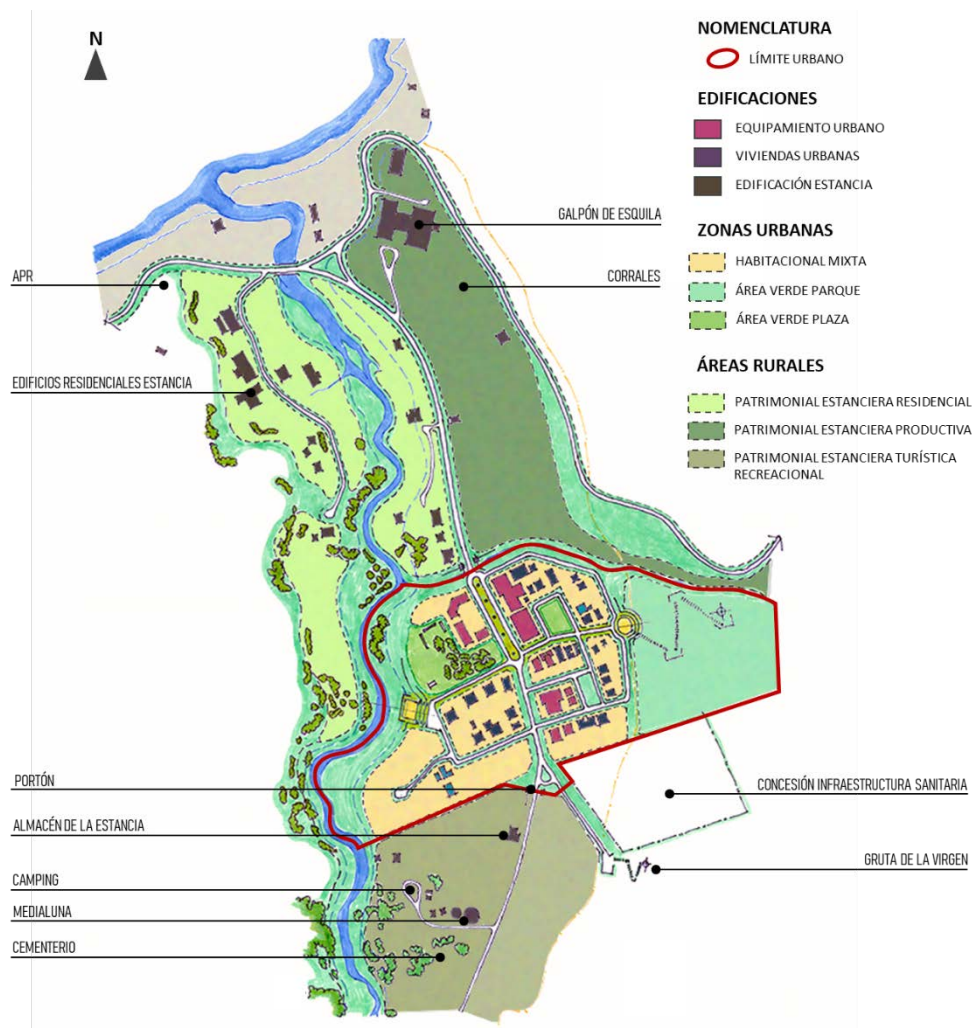 N
NOMENCLATURA
LÍMITE URBANO
EDIFICACIONES
EQUIPAMIENTO URBANO
VIVIENDAS URBANAS
EDIFICACIÓN ESTANCIA
ZONAS URBANAS
HABITACIONAL MIXTA
ÁREA VERDE PARQUE
ÁREA VERDE PLAZA
ÁREAS RURALES
PATRIMONIAL ESTANCIERA RESIDENCIAL
PATRIMONIAL ESTANCIERA PRODUCTIVA
PATRIMONIAL ESTANCIERA TURÍSTICA
RECREACIONAL
GALPÓN DE ESQUILA
APR
CORRALES
EDIFICIOS RESIDENCIALES ESTANCIA
PORTÓN
CONCESIÓN INFRAESTRUCTURA SANITARIA
ALMACÉN DE LA ESTANCIA
GRUTA DE LA VIRGEN
CAMPING
MEDIALUNA
CEMENTERIO